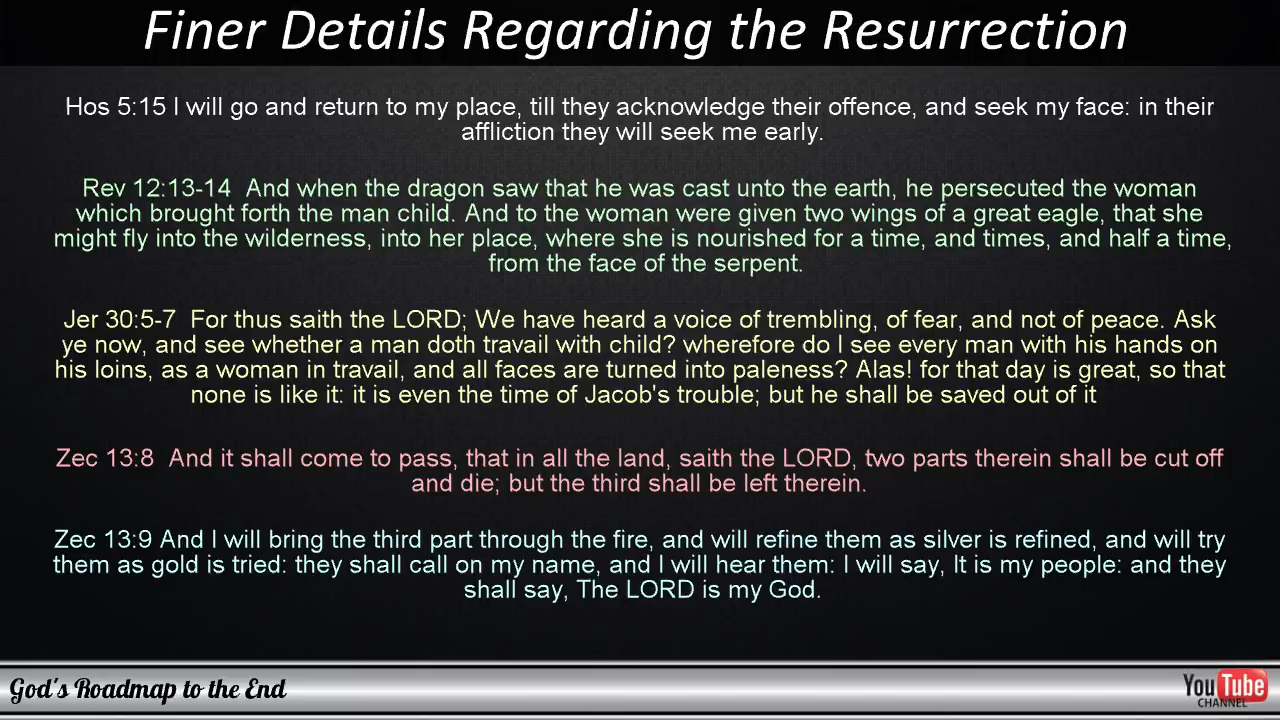 Finer Details Regarding the Resurrection
Hos 5:15 I will go and return to my place, till they acknowledge their offence, and seek my face: in their
affliction they will seek me early.
Rev 12:13-14  And when the dragon saw that he was cast unto the earth, he persecuted the woman
which brought forth the man child. And to the woman were given two wings of a great eagle, that she
might fly into the wilderness, into her place, where she is nourished for a time, and times, and half a time,
from the face of the serpent.
Jer 30:5-7  For thus saith the LORD; We have heard a voice of trembling, of fear, and not of peace. Ask
ye now, and see whether a man doth travail with child? wherefore do I see every man with his hands on
his loins, as a woman in travail, and all faces are turned into paleness? Alas! for that day is great, so that
none is like it: it is even the time of Jacob's trouble; but he shall be saved out of it
Zec 13:8  And it shall come to pass, that in all the land, saith the LORD, two parts therein shall be cut off
and die; but the third shall be left therein.
Zec 13:9 And I will bring the third part through the fire, and will refine them as silver is refined, and will try
them as gold is tried: they shall call on my name, and I will hear them: I will say, It is my people: and they
shall say, The LORD is my God.
God's Roadmap to the End
YouTube
CHANNEL